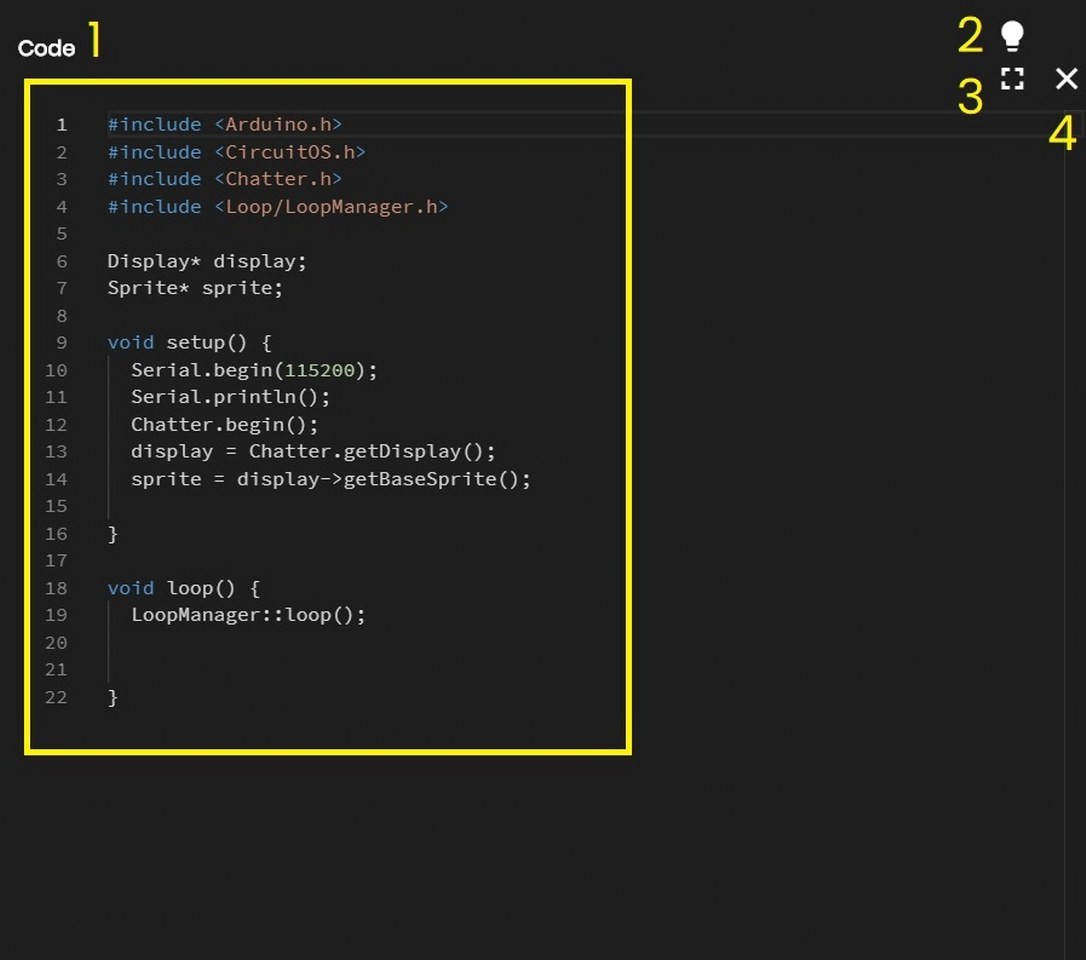 Code 1
2
3
4
1 #include <Arduino.h>
2 #include <CircuitOS.h>
3 #include <Chatter.h>
4 #include <Loop/LoopManager.h>
5
6 Display* display;
7 Sprite* sprite;
8
9 void setup() {
10   Serial.begin(115200);
11   Serial.println();
12   Chatter.begin();
13   display = Chatter.getDisplay();
14   sprite = display->getBaseSprite();
15
16 }
17
18 void loop() {
19   LoopManager::loop();
20
21
22 }